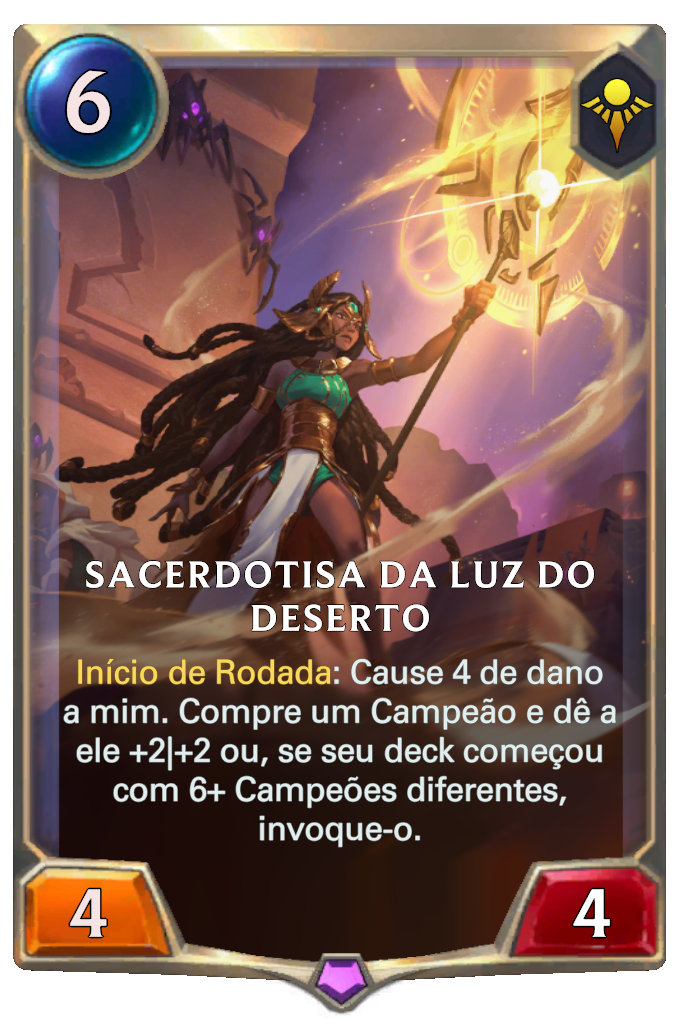 6
SACERDOTISA DA LUZ DO
DESERTO
Início de Rodada: Cause 4 de dano
a mim. Compre um Campeão e dê a
ele +2|+2 ou, se seu deck começou
com 6+ Campeões diferentes,
invoque-o.
4
4